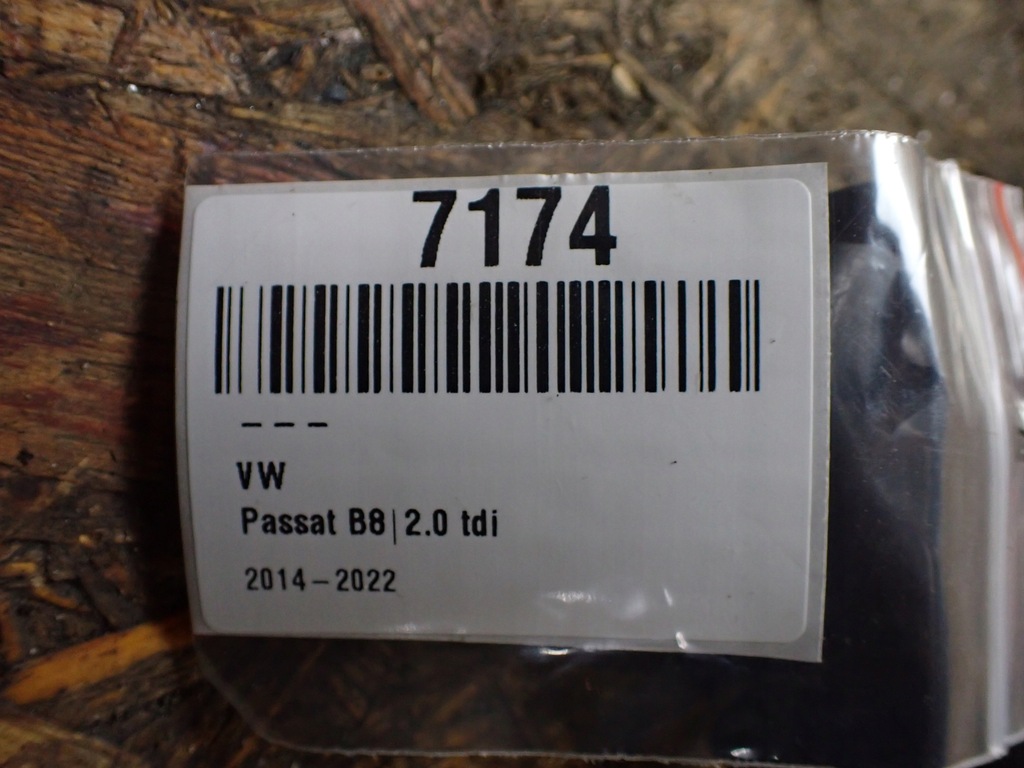 7174
– – –
VW
Passat B8|2.0 tdi
2014–2022